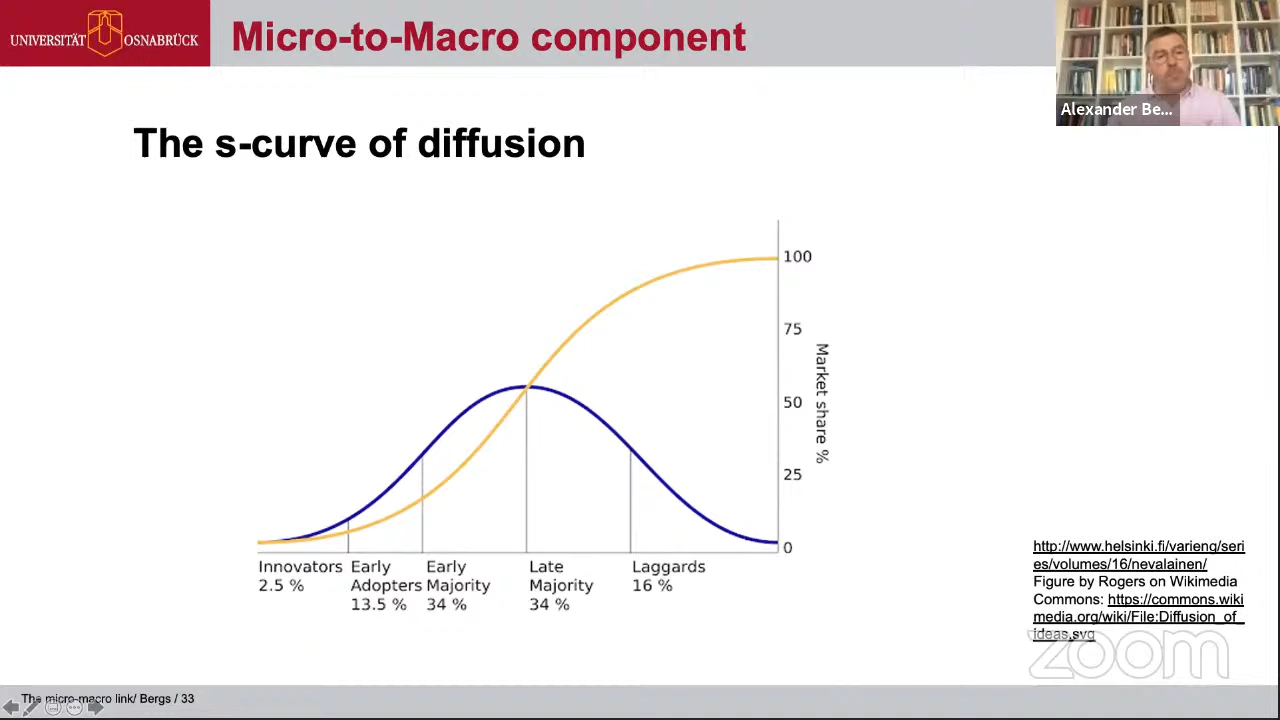 UNIVERSITÄT OSNABRÜCK
Micro-to-Macro component
Alexander Be...
The s-curve of diffusion
100
75
50
25
0
Market share %
Innovators
2.5 %
Early
Adopters
13.5 %
Early
Majority
34 %
Late
Majority
34 %
Laggards
16 %
http://www.helsinki.fi/varieng/seri
es/volumes/16/nevalainen/
Figure by Rogers on Wikimedia
Commons: https://commons.wiki
media.org/wiki/File:Diffusion_of_
ideas.svg
zoom
The micro-macro link/ Bergs / 33